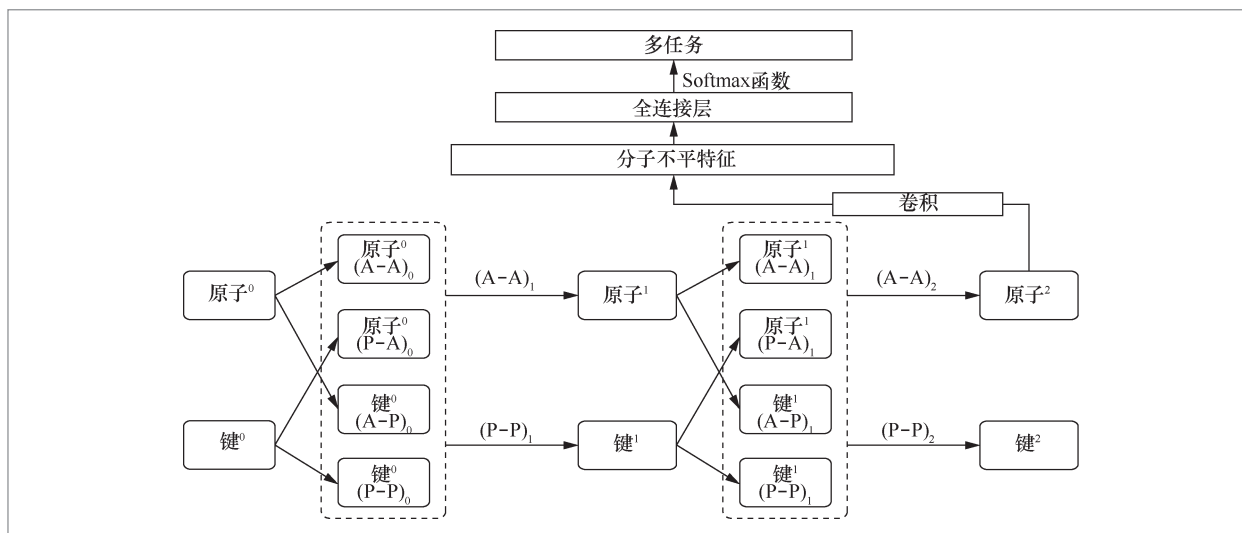 多任务
Softmax函数
全连接层
分子不平特征
卷积
原子⁰
(A-A)₀
原子¹
(A-A)₁
原子⁰
(A-A)₁
原子¹
(A-A)₂
原子²
原子⁰
(P-A)₀
原子¹
(P-A)₁
键⁰
(A-P)₀
键¹
(A-P)₁
键⁰
(P-P)₁
键¹
(P-P)₂
键²
键⁰
(P-P)₀
键¹
(P-P)₁